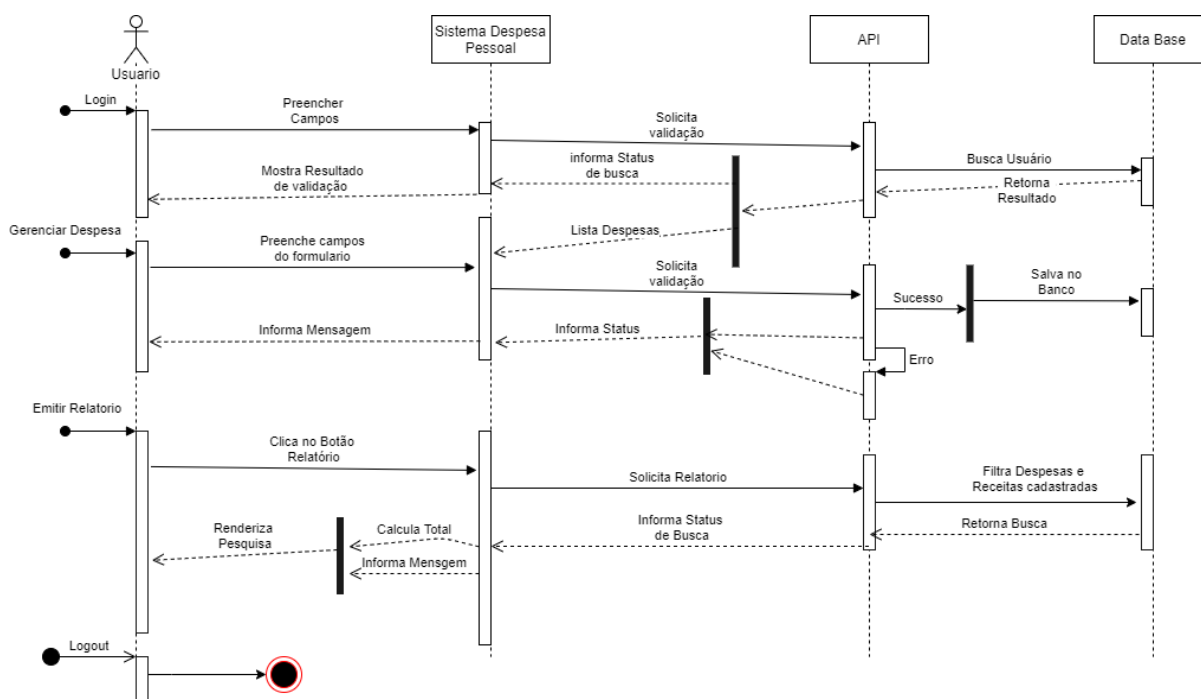 Sistema Despesa
Pessoal
API
Data Base
Usuario
Login
Preencher
Campos
Solicita
validação
informa Status
de busca
Busca Usuário
Mostra Resultado
de validação
Retorna
Resultado
Gerenciar Despesa
Lista Despesas
Preenche campos
do formulario
Solicita
validação
Salva no
Banco
Sucesso
Informa Mensagem
Informa Status
Erro
Emitir Relatorio
Clica no Botão
Relatório
Solicita Relatorio
Filtra Despesas e
Receitas cadastradas
Informa Status
de Busca
Retorna Busca
Renderiza
Pesquisa
Calcula Total
Informa Mensgem
Logout